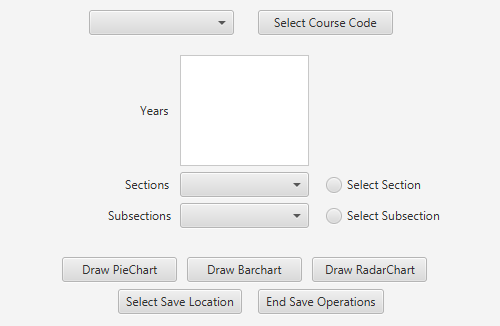 Select Course Code
Years
Sections Select Section
Subsections Select Subsection
Draw PieChart Draw Barchart Draw RadarChart
Select Save Location End Save Operations